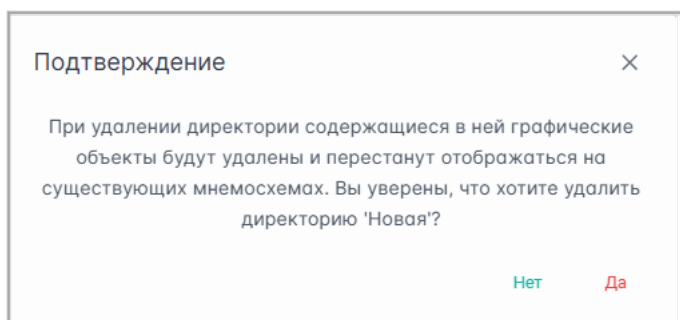 Подтверждение
При удалении директории содержащиеся в ней графические
объекты будут удалены и перестанут отображаться на
существующих мнемосхемах. Вы уверены, что хотите удалить
директорию 'Новая'?
Нет Да